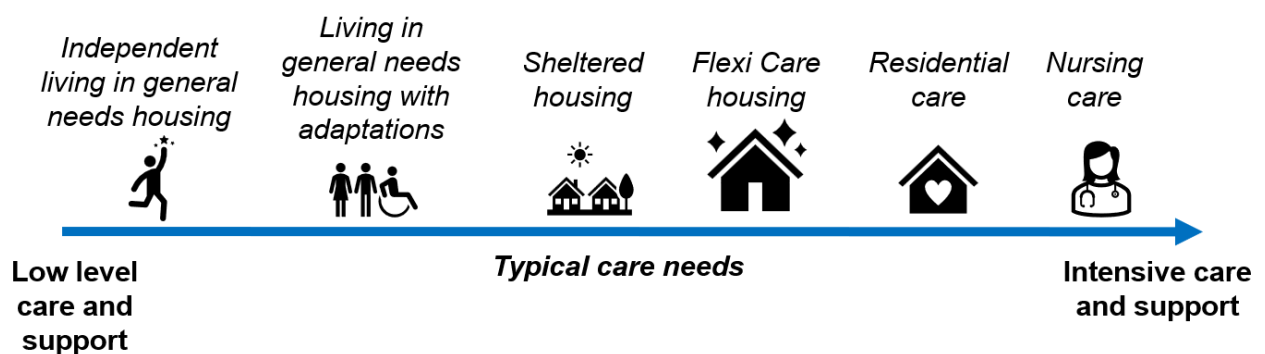 Independent
living in general
needs housing
Living in
general needs
housing with
adaptations
Sheltered
housing
Flexi Care
housing
Residential
care
Nursing
care
Low level
care and
support
Typical care needs
Intensive care
and support